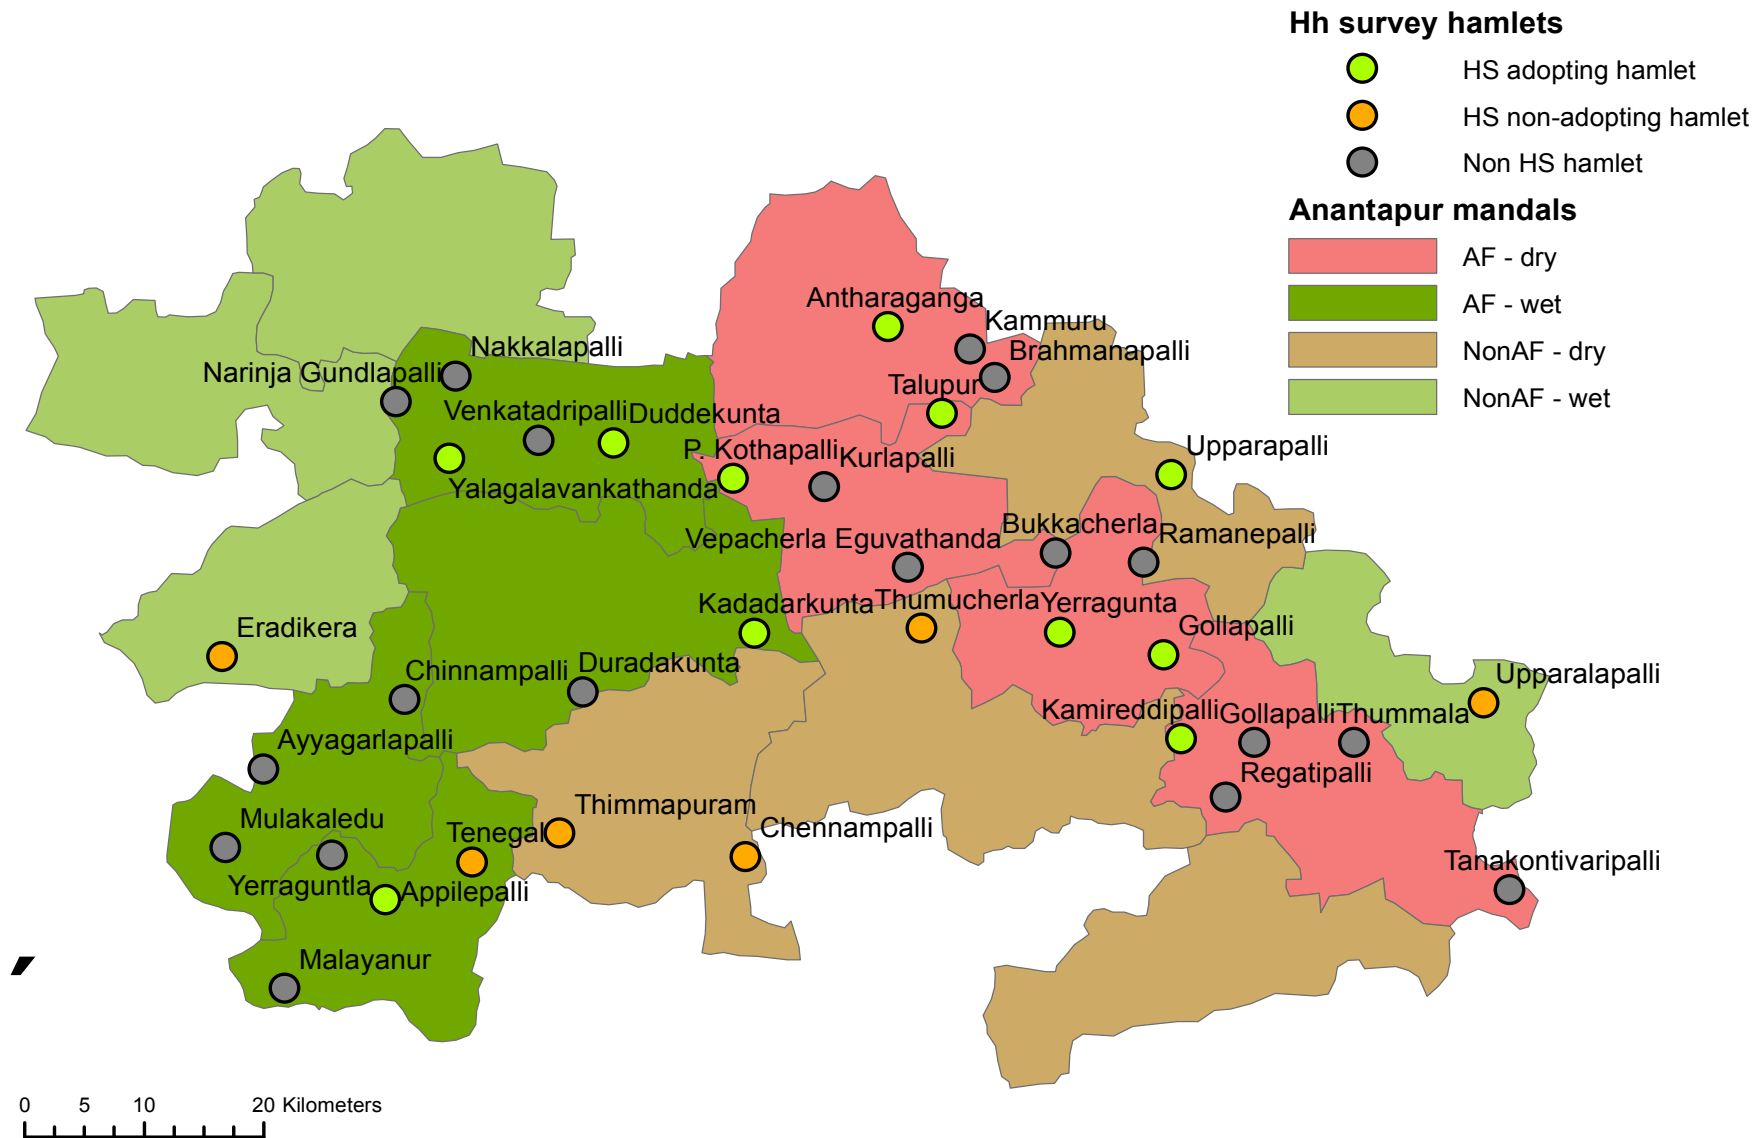 Hh survey hamlets
HS adopting hamlet
HS non-adopting hamlet
Non HS hamlet
Anantapur mandals
AF - dry
AF - wet
NonAF - dry
NonAF - wet
Antharaganga
Kammuru
Brahmanapalli
Talupur
Nakkalapalli
Narinja Gundlapalli
Venkatadripalli
Duddekunta
P. Kothapalli
Kurlapalli
Yalagalavankathanda
Upparapalli
Vepacherla Eguvathanda
Bukkacherla
Ramanepalli
Kadadarkunta
Thumucherla
Yerragunta
Gollapalli
Eradikera
Chinnampalli
Duradakunta
Upparalapalli
Kamireddipalli
Gollapalli
Thummala
Ayyagarlapalli
Regatipalli
Mulakaledu
Tenegal
Thimmapuram
Chennampalli
Yerraguntla
Appilepalli
Tanakontivaripalli
Malayanur
0 5 10 20 Kilometers